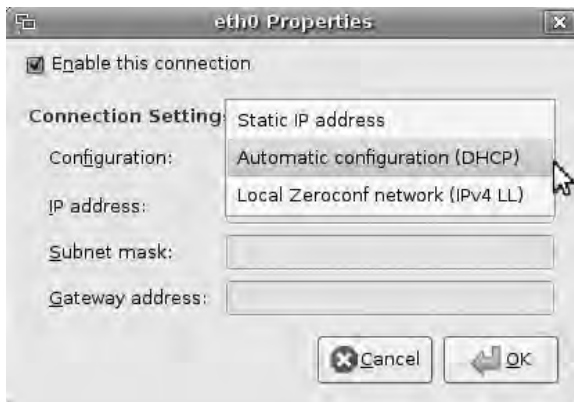 eth0 Properties
Enable this connection
Connection Setting
Static IP address
Configuration:
Automatic configuration (DHCP)
Local Zeroconf network (IPv4 LL)
IP address:
Subnet mask:
Gateway address:
Cancel
OK